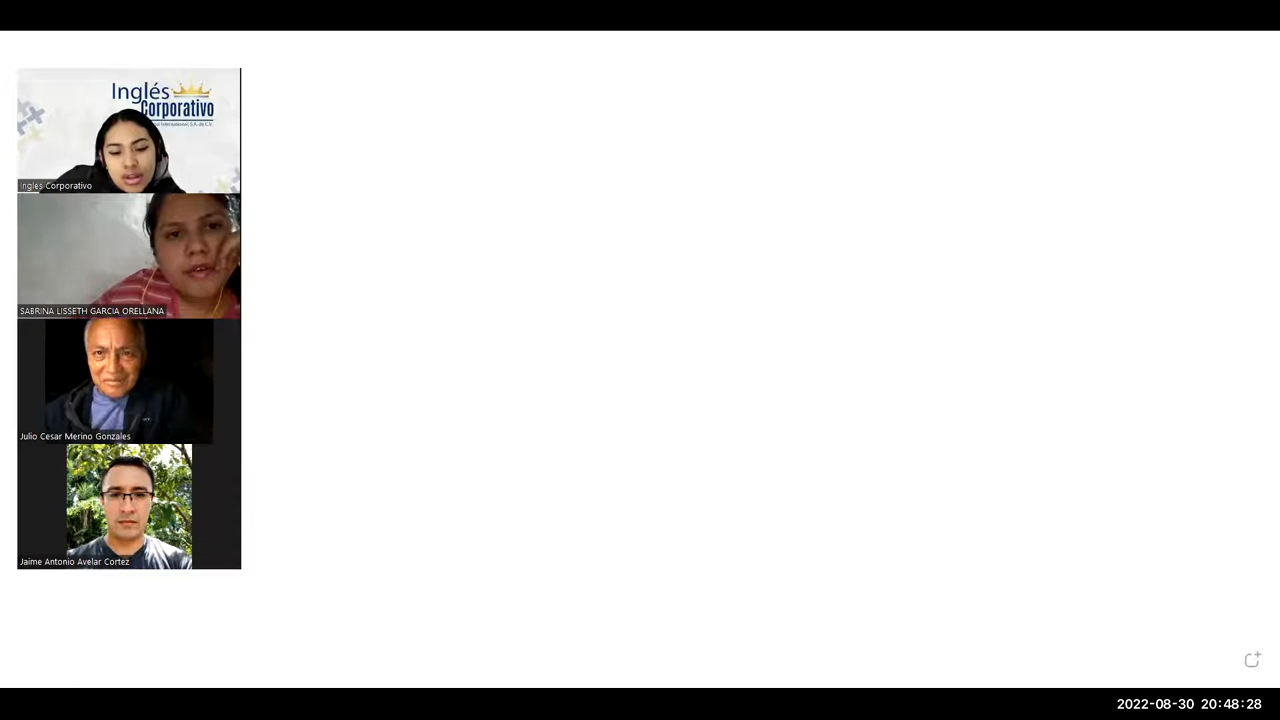 Inglés
Corporativo
Ingles Corporativo
SABRINA LISSETH GARCIA ORELLANA
Julio Cesar Merino Gonzales
Jaime Antonio Avelar Cortez
2022-08-30 20:48:28